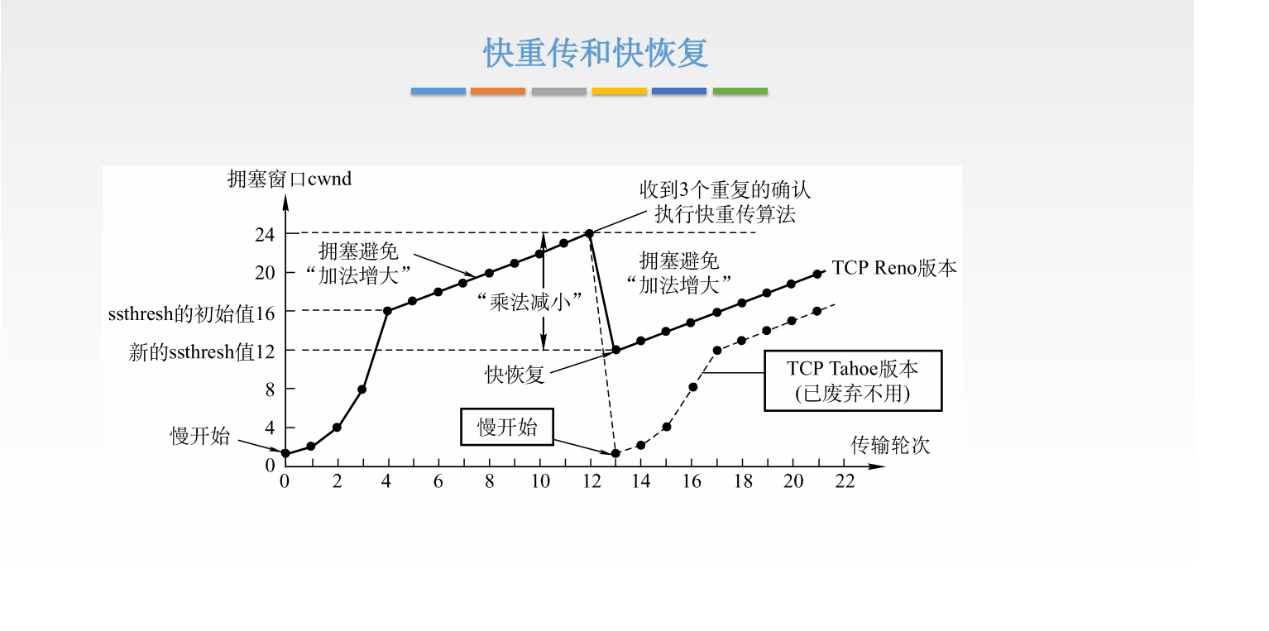 快重传和快恢复
拥塞窗口cwnd
收到3个重复的确认
执行快重传算法
24
拥塞避免
“加法增大”
拥塞避免
“加法增大”
20
TCP Reno版本
“乘法减小”
ssthresh的初始值16
新的ssthresh值12
快恢复
TCP Tahoe版本
(已废弃不用)
8
4
慢开始
慢开始
传输轮次
0
0 2 4 6 8 10 12 14 16 18 20 22